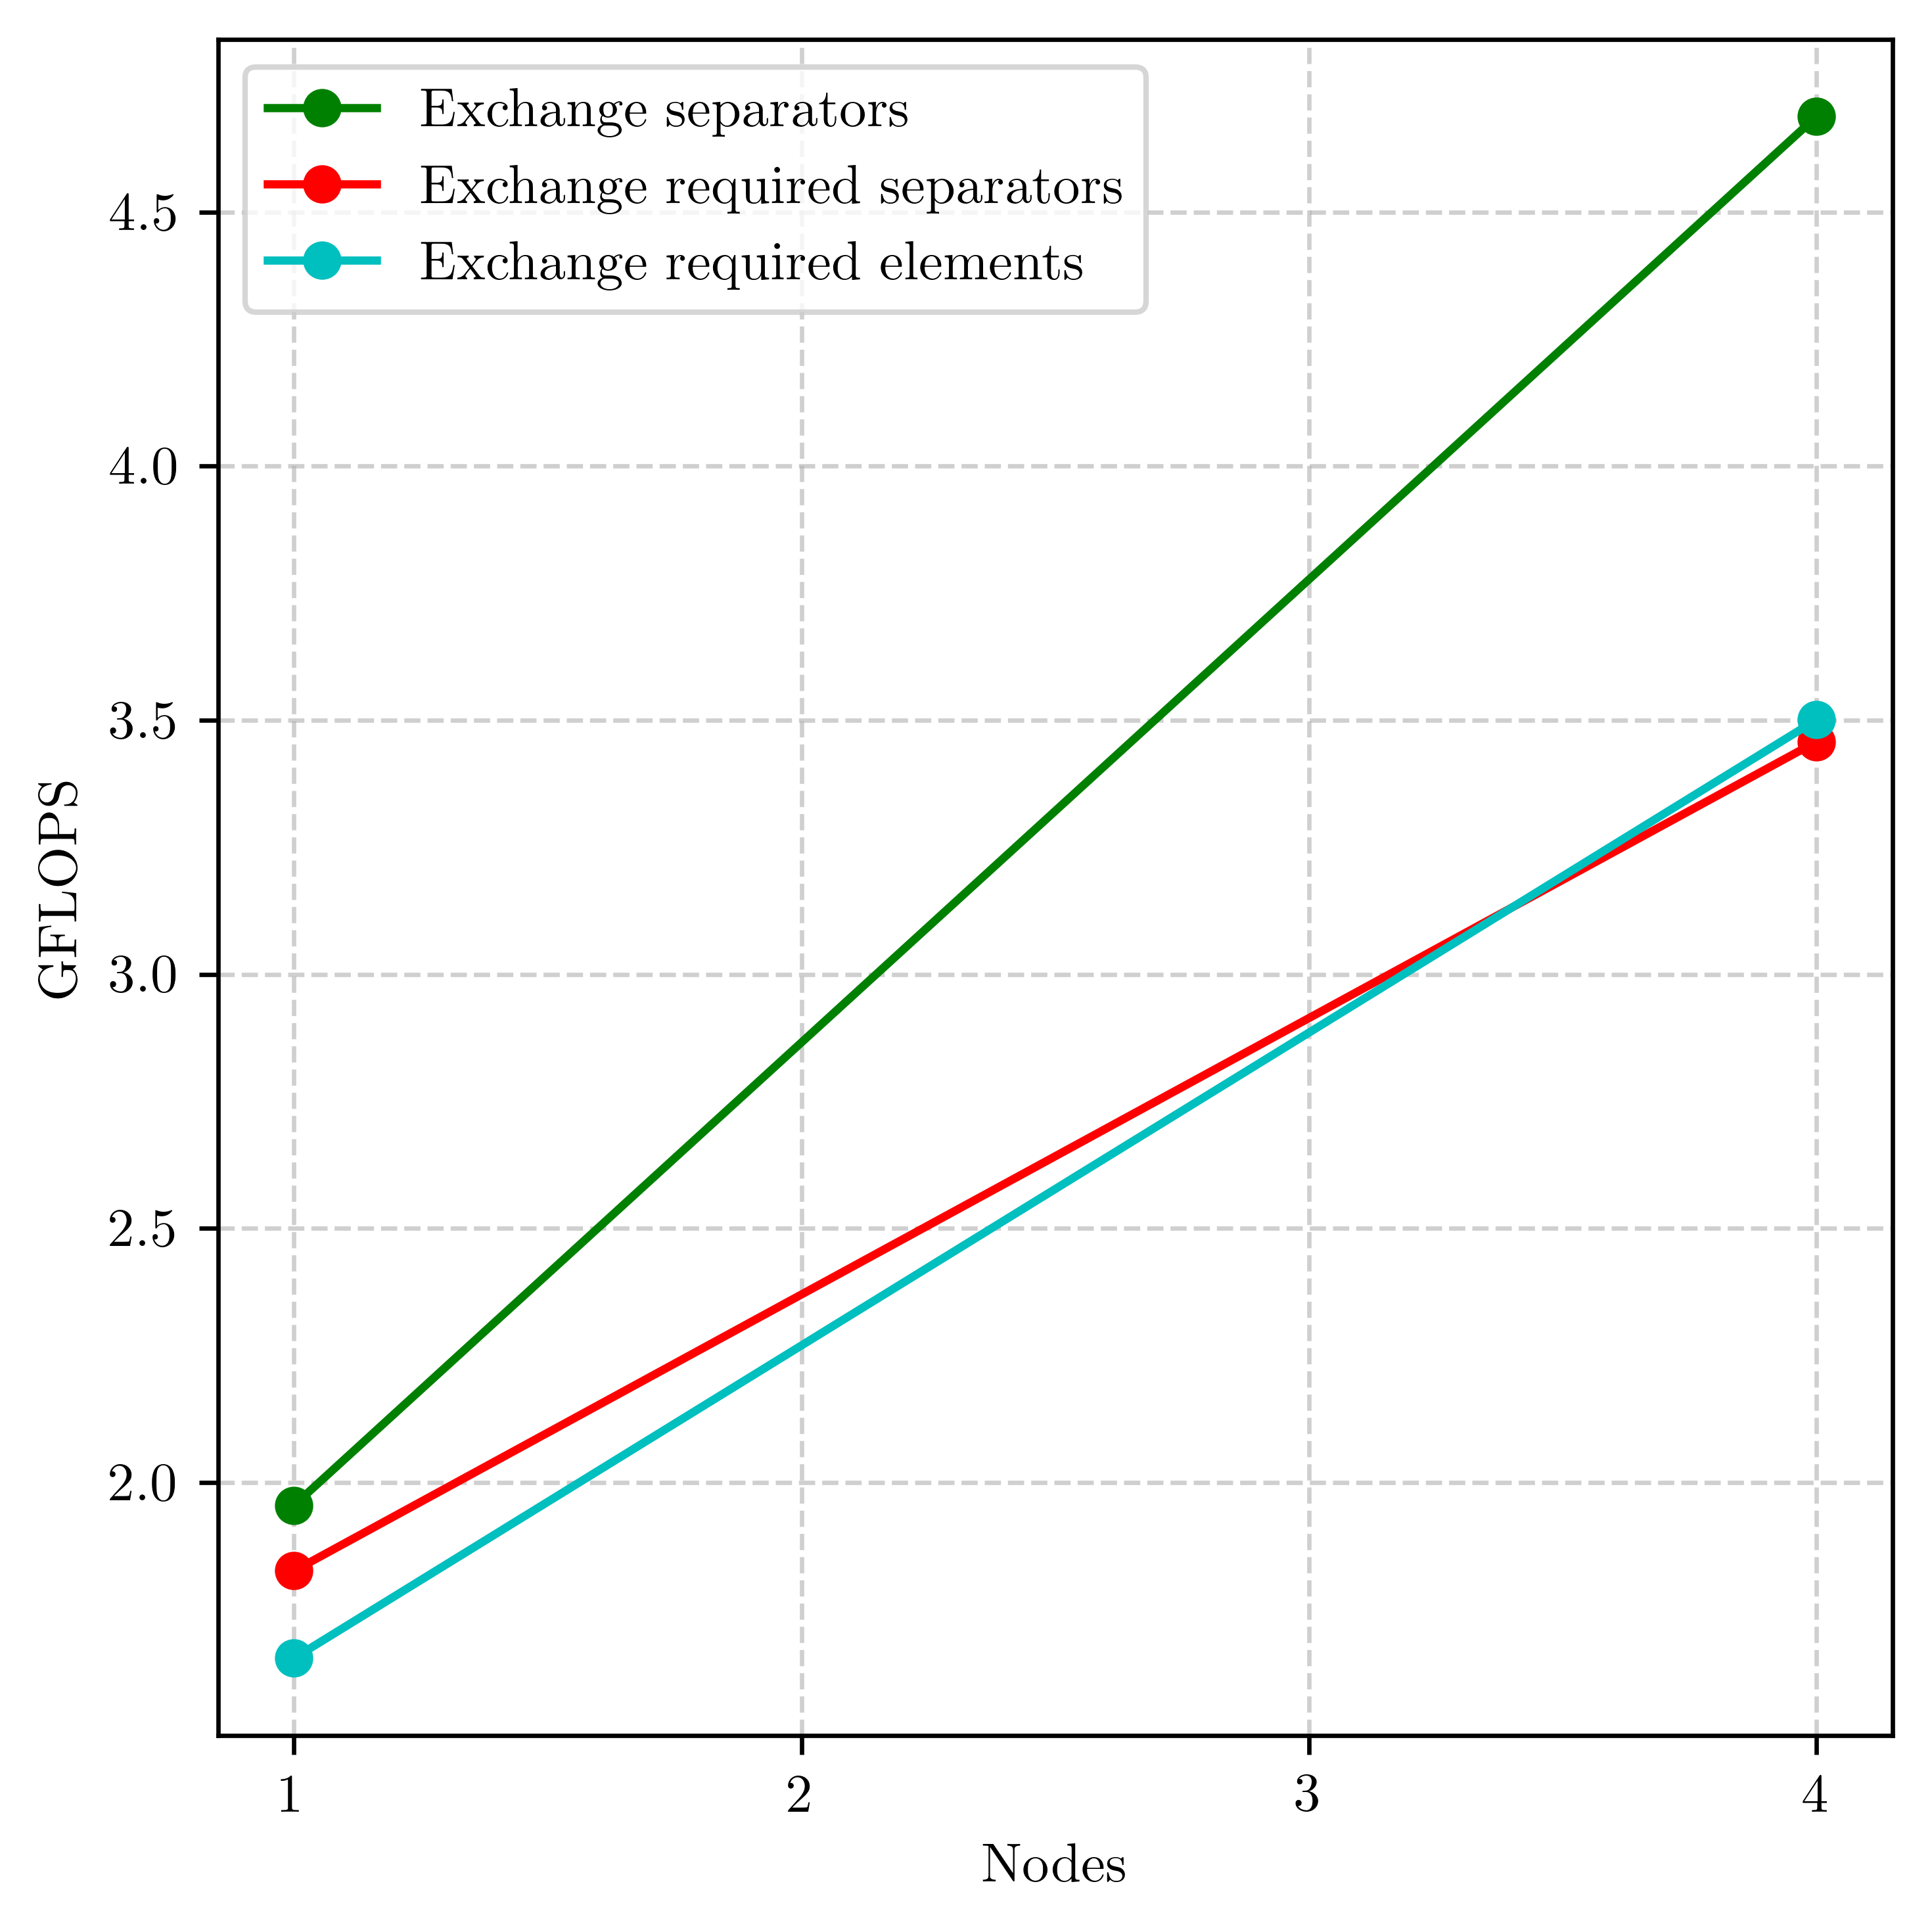 Exchange separators
Exchange required separators
Exchange required elements
4.5
4.0
3.5
3.0
2.5
2.0
GFLOPS
1 2 3 4
Nodes